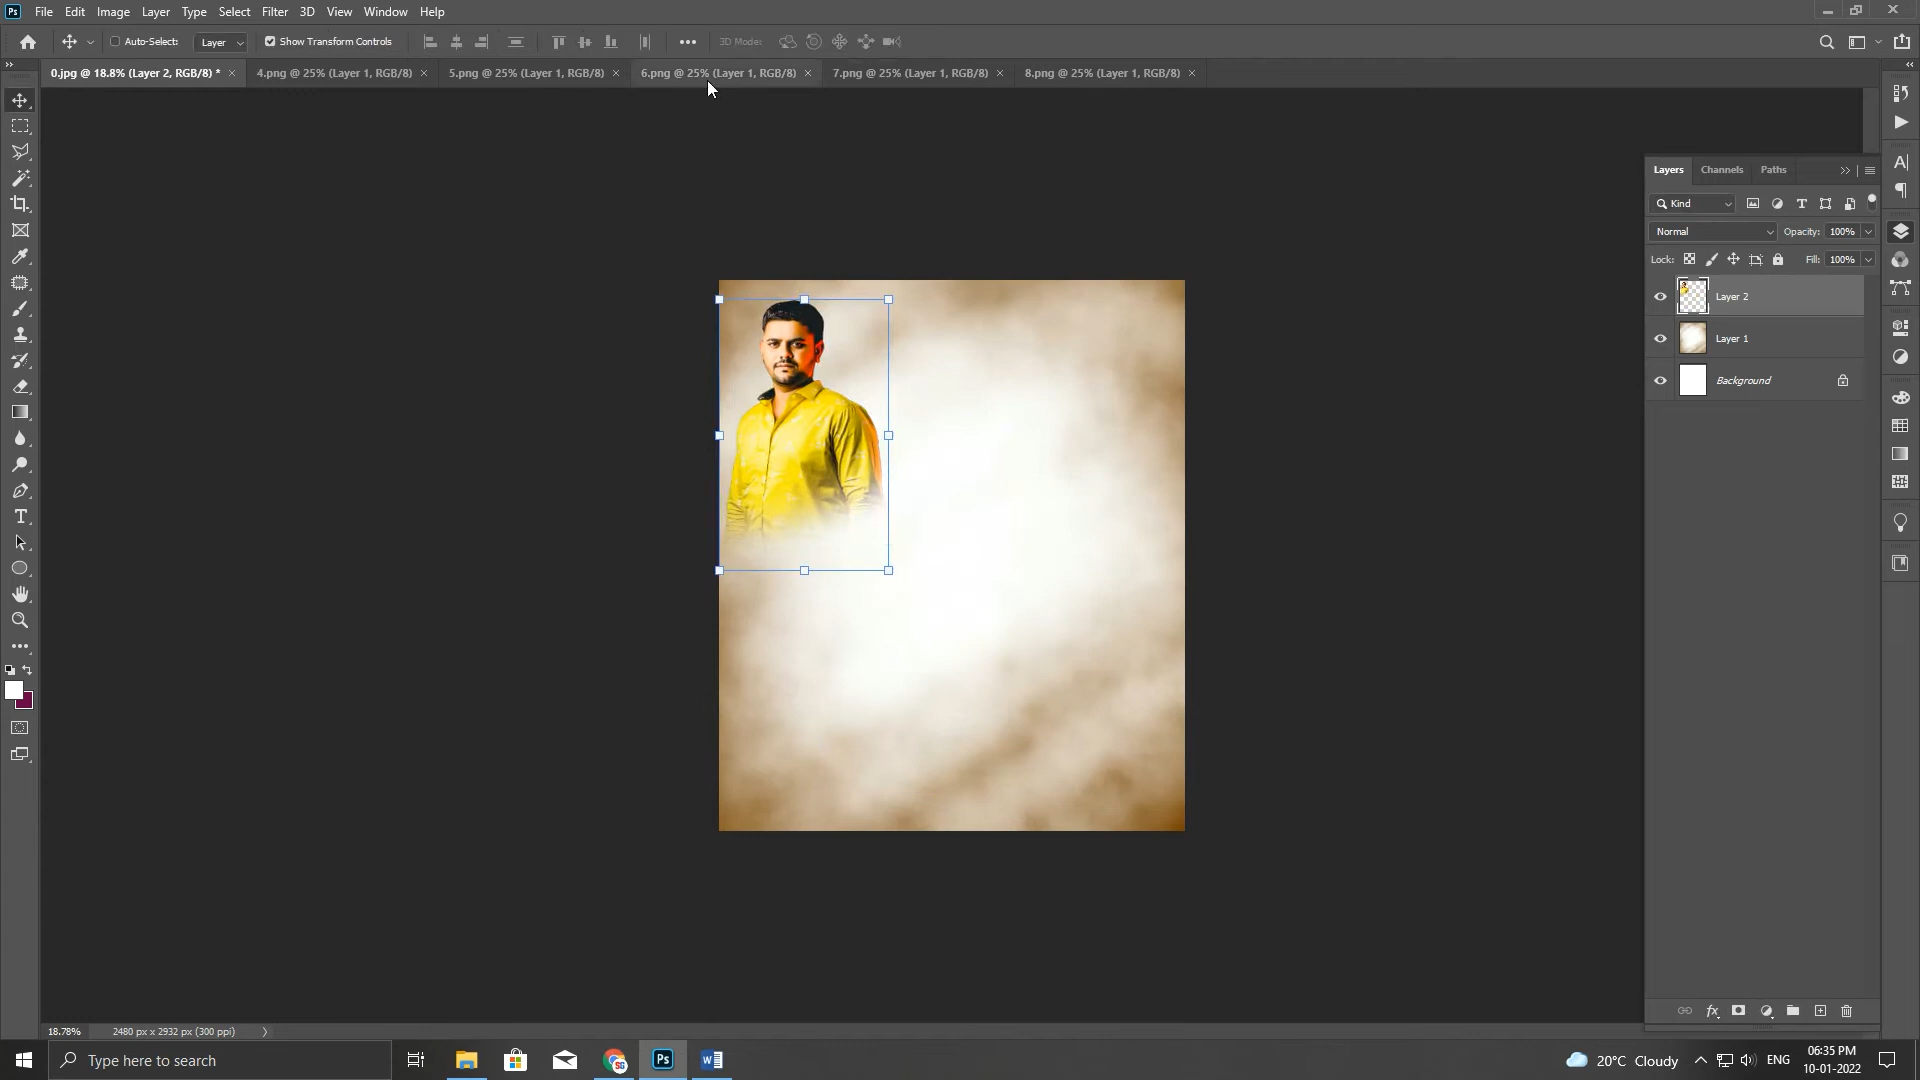 Ps File Edit Image Layer Type Select Filter 3D View Window Help
Auto-Select: Layer Show Transform Controls 3D Mode:
0.jpg @ 18.8% (Layer 2, RGB/8) * × 4.png @ 25% (Layer 1, RGB/8) × 5.png @ 25% (Layer 1, RGB/8) × 6.png @ 25% (Layer 1, RGB/8) × 7.png @ 25% (Layer 1, RGB/8) × 8.png @ 25% (Layer 1, RGB/8) ×
Layers Channels Paths
Kind
Normal Opacity: 100%
Lock: Fill: 100%
Layer 2
Layer 1
Background
fx
18.78% 2480 px x 2932 px (300 ppi)
Type here to search
Ps
20°C Cloudy ENG
06:35 PM
10-01-2022